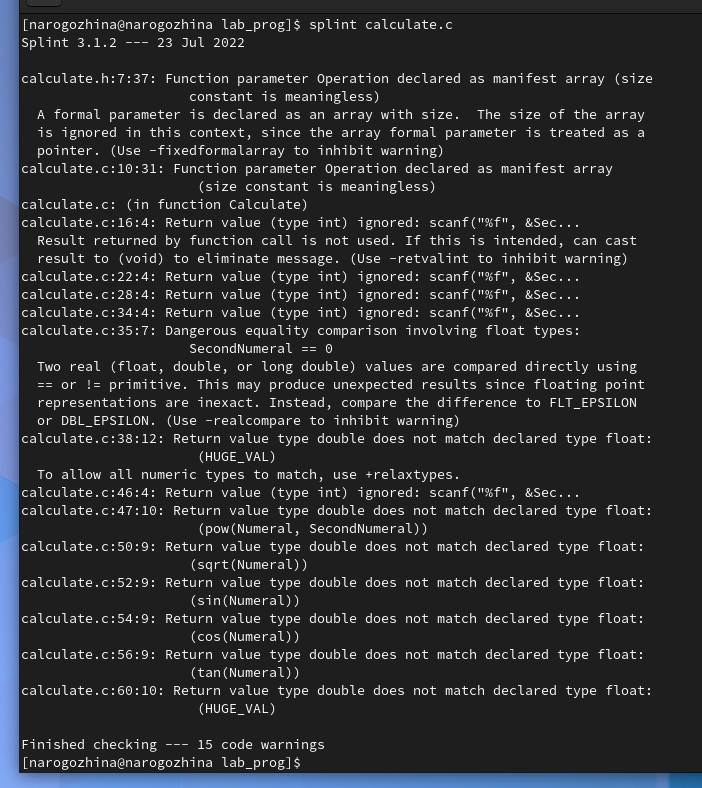 [narogozhina@narogozhina lab_prog]$ splint calculate.c
Splint 3.1.2 --- 23 Jul 2022
calculate.h:7:37: Function parameter Operation declared as manifest array (size
constant is meaningless)
A formal parameter is declared as an array with size.  The size of the array
is ignored in this context, since the array formal parameter is treated as a
pointer. (Use -fixedformalarray to inhibit warning)
calculate.c:10:31: Function parameter Operation declared as manifest array
(size constant is meaningless)
calculate.c: (in function Calculate)
calculate.c:16:4: Return value (type int) ignored: scanf("%f", &Sec...
Result returned by function call is not used. If this is intended, can cast
result to (void) to eliminate message. (Use -retvalint to inhibit warning)
calculate.c:22:4: Return value (type int) ignored: scanf("%f", &Sec...
calculate.c:28:4: Return value (type int) ignored: scanf("%f", &Sec...
calculate.c:34:4: Return value (type int) ignored: scanf("%f", &Sec...
calculate.c:35:7: Dangerous equality comparison involving float types:
SecondNumeral == 0
Two real (float, double, or long double) values are compared directly using
== or != primitive. This may produce unexpected results since floating point
representations are inexact. Instead, compare the difference to FLT_EPSILON
or DBL_EPSILON. (Use -realcompare to inhibit warning)
calculate.c:38:12: Return value type double does not match declared type float:
(HUGE_VAL)
To allow all numeric types to match, use +relaxtypes.
calculate.c:46:4: Return value (type int) ignored: scanf("%f", &Sec...
calculate.c:47:10: Return value type double does not match declared type float:
(pow(Numeral, SecondNumeral))
calculate.c:50:9: Return value type double does not match declared type float:
(sqrt(Numeral))
calculate.c:52:9: Return value type double does not match declared type float:
(sin(Numeral))
calculate.c:54:9: Return value type double does not match declared type float:
(cos(Numeral))
calculate.c:56:9: Return value type double does not match declared type float:
(tan(Numeral))
calculate.c:60:10: Return value type double does not match declared type float:
(HUGE_VAL)
Finished checking --- 15 code warnings
[narogozhina@narogozhina lab_prog]$